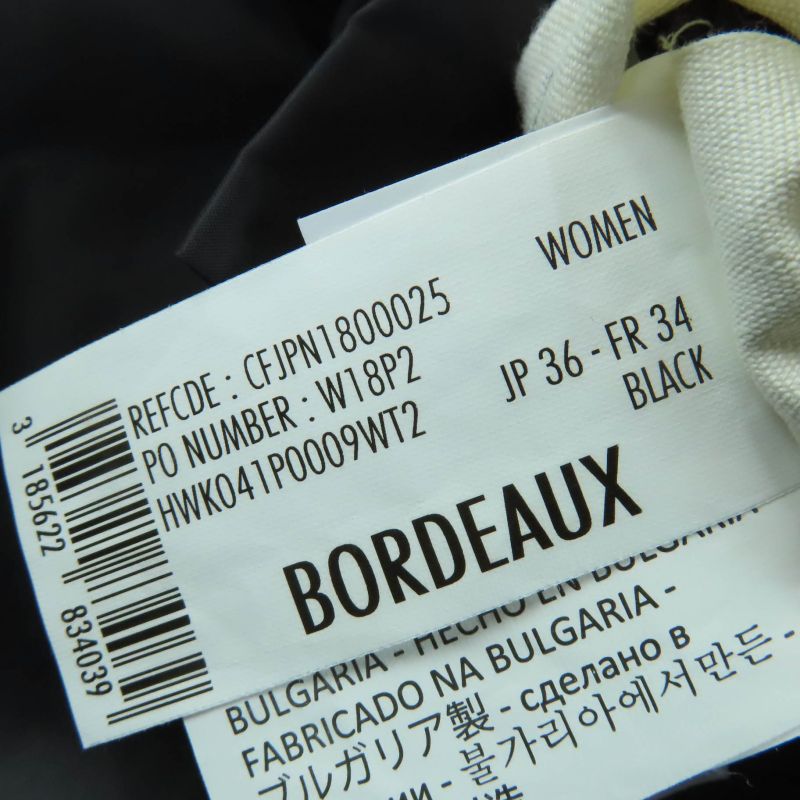 WOMEN
REFCDE : CFJPN1800025
PO NUMBER : W18P2
JP 36 - FR 34
HWK041P0009WT2
BLACK
BORDEAUX
3 185622 834039
BULGARIA - HECHO EN BULGARIA
FABRICADO NA BULGARIA -
ブルガリア製 - сделано в
불가리아에서 만든 -